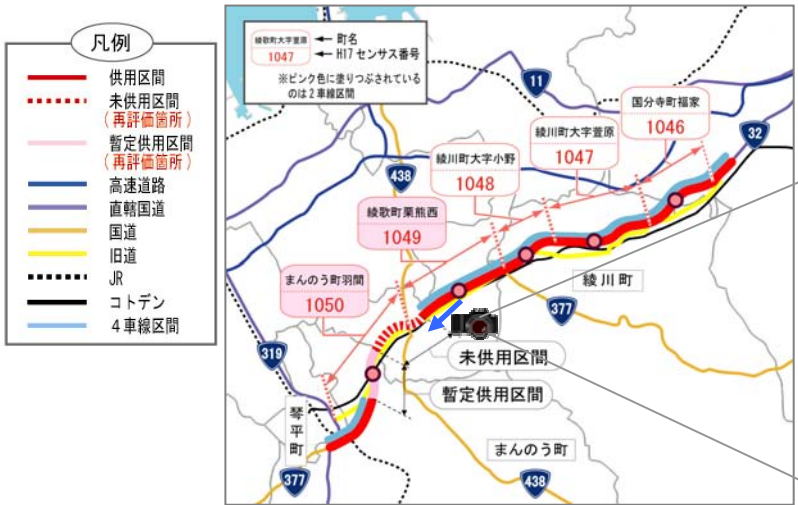 凡例
供用区間
未供用区間
(再評価箇所)
暫定供用区間
(再評価箇所)
高速道路
直轄国道
国道
旧道
JR
コトデン
4車線区間
綾歌町大字萱原
1047
町名
H17 センサス番号
※ピンク色に塗りつぶされている
のは2車線区間
11
国分寺町福家
1046
32
綾川町大字萱原
1047
438
綾川町大字小野
1048
綾歌町栗熊西
1049
まんのう町羽間
1050
綾川町
377
未供用区間
319
暫定供用区間
琴平町
まんのう町
377
438